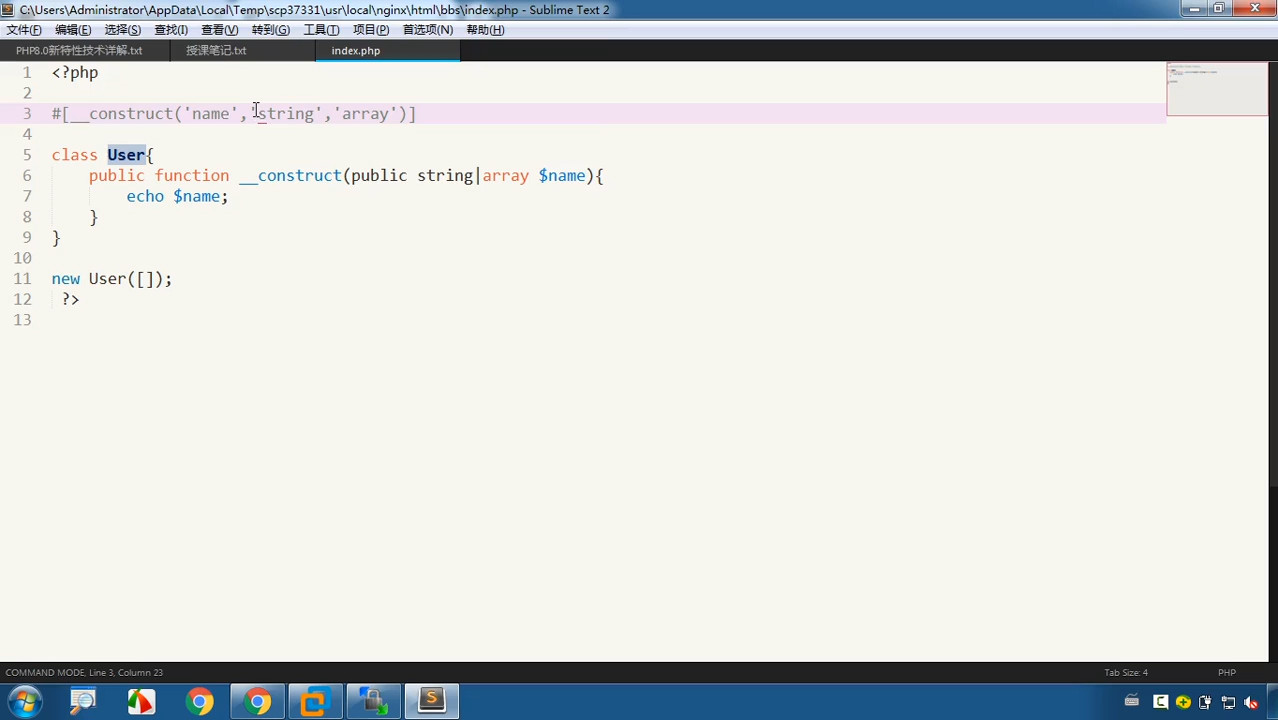 C:\Users\Administrator\AppData\Local\Temp\scp37331\usr\local\nginx\html\bbs\index.php - Sublime Text 2
文件(F) 编辑(E) 选择(S) 查找(I) 查看(V) 转到(G) 工具(T) 项目(P) 首选项(N) 帮助(H)
PHP8.0新特性技术详解.txt 授课笔记.txt index.php
1 <?php
2
3 #[__construct('name','string','array')]
4
5 class User{
6 public function __construct(public string|array $name){
7 echo $name;
8 }
9 }
10
11 new User([]);
12 ?>
13
COMMAND MODE, Line 3, Column 23 Tab Size: 4 PHP